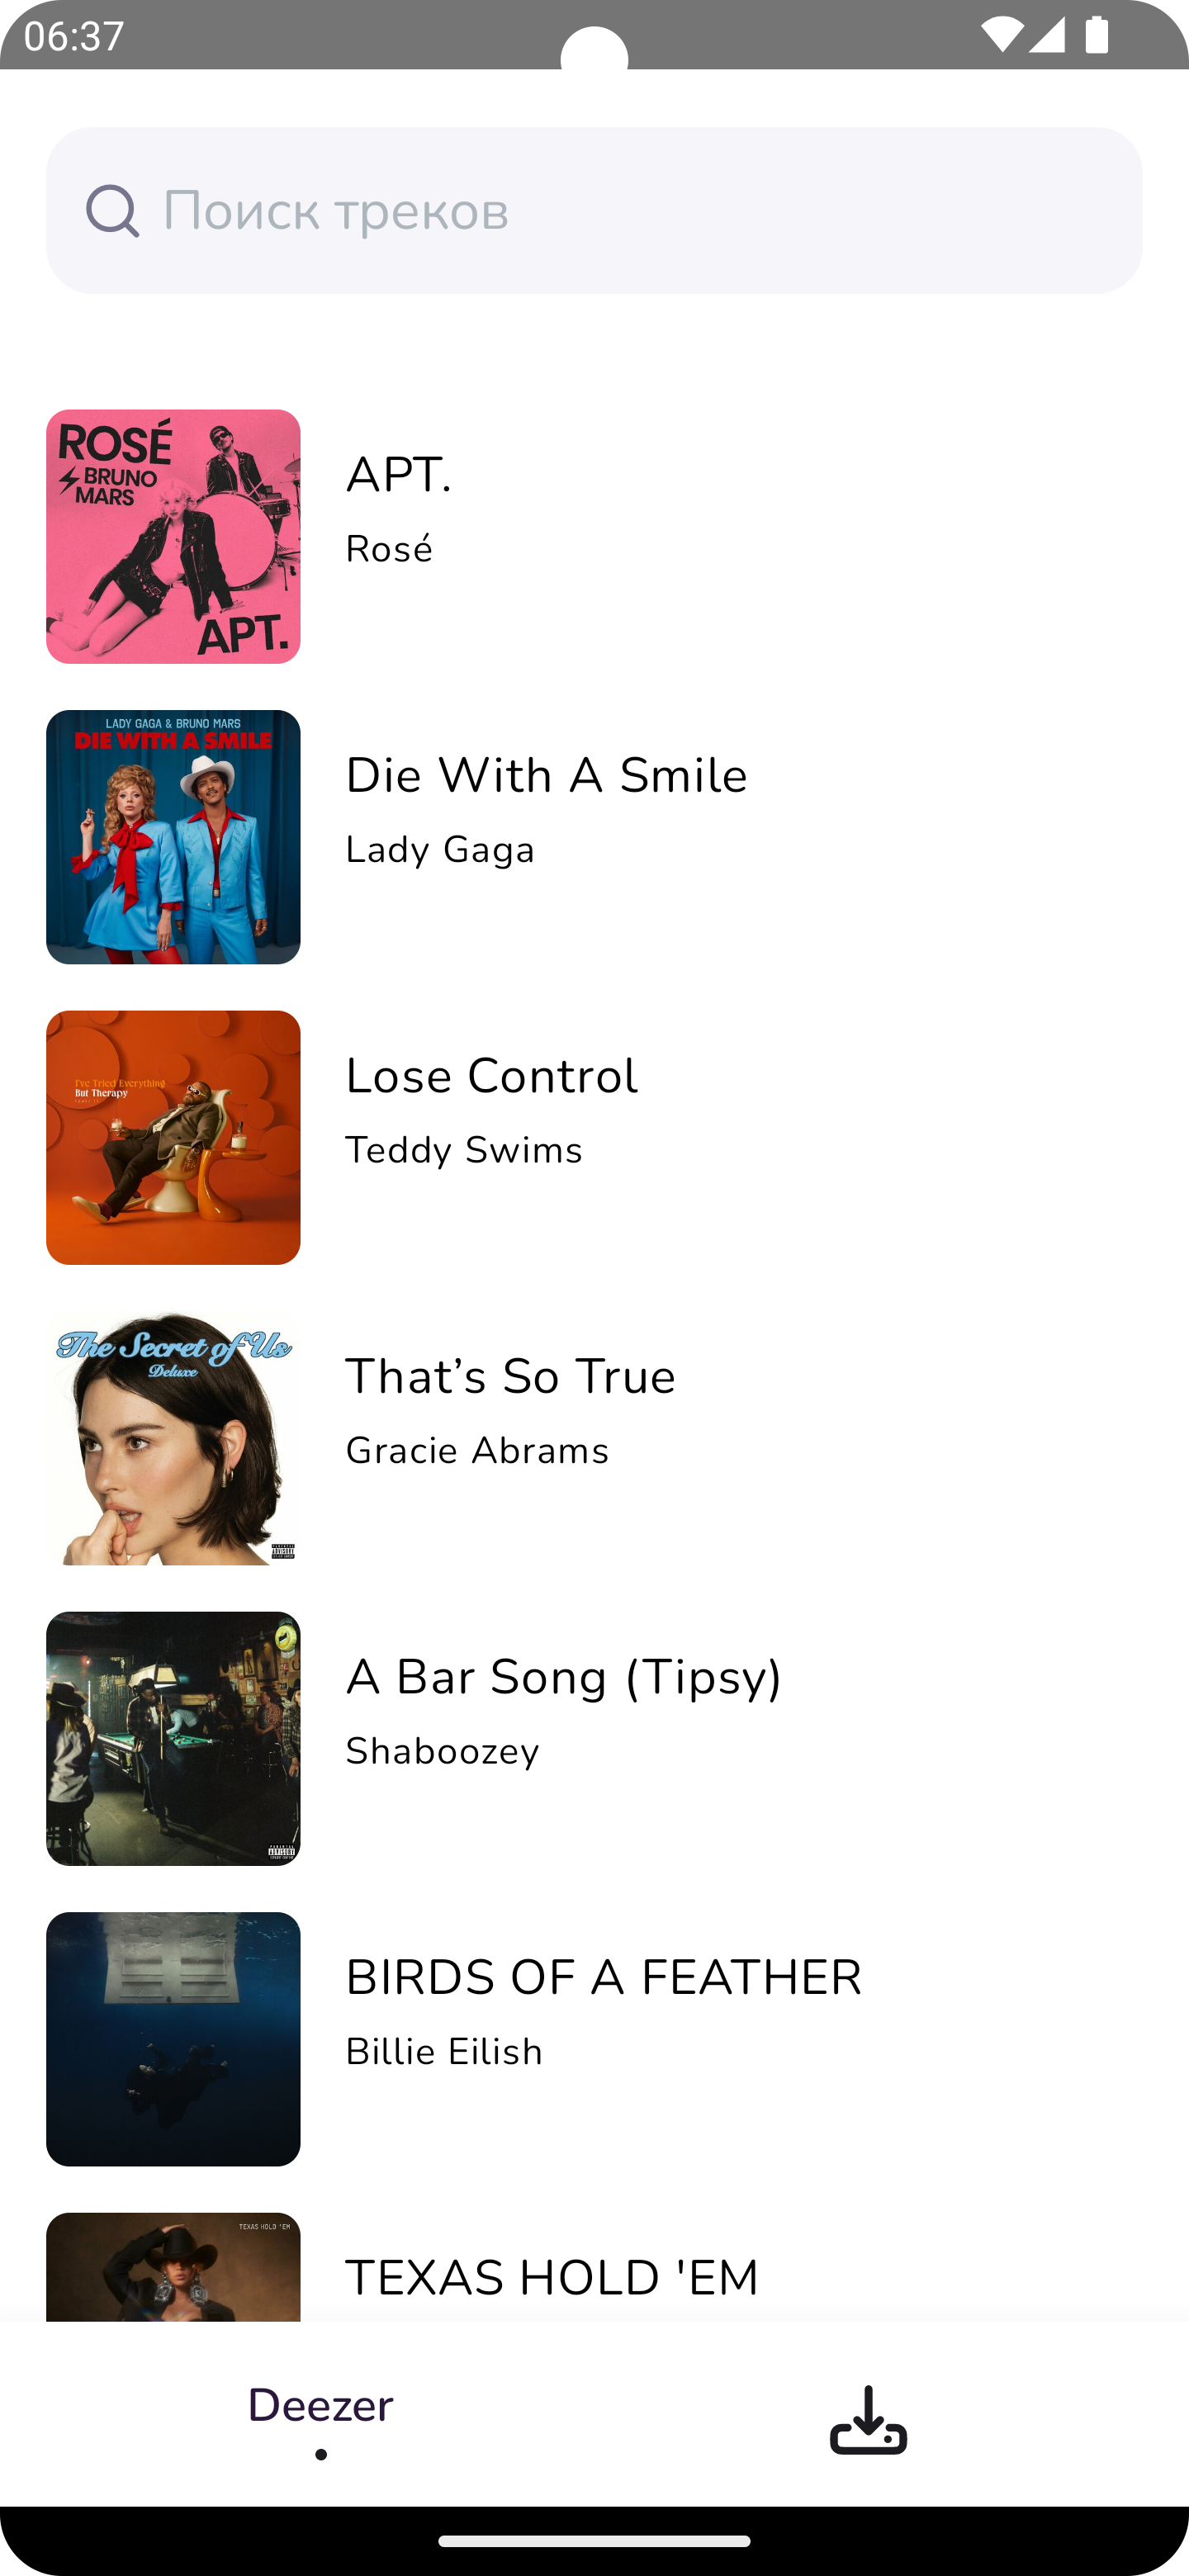 06:37
Поиск треков
ROSÉ
BRUNO
MARS
APT.
APT.
Rosé
LADY GAGA & BRUNO MARS
DIE WITH A SMILE
Die With A Smile
Lady Gaga
I've Tried Everything
But Therapy
Lose Control
Teddy Swims
The Secret of Us
Deluxe
That’s So True
Gracie Abrams
A Bar Song (Tipsy)
Shaboozey
BIRDS OF A FEATHER
Billie Eilish
TEXAS HOLD 'EM
TEXAS HOLD 'EM
Deezer